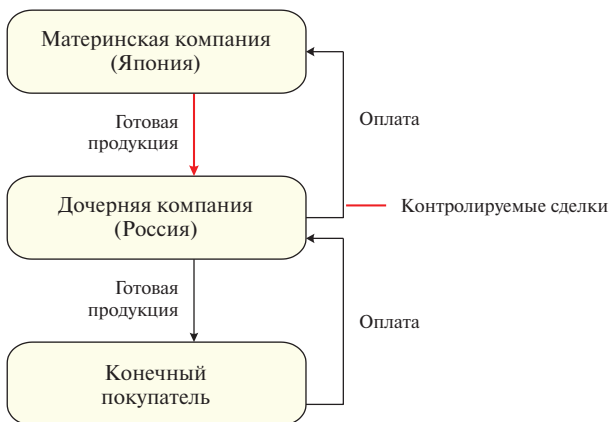 Материнская компания
(Япония)
Готовая
продукция
Оплата
Дочерняя компания
(Россия)
Контролируемые сделки
Готовая
продукция
Оплата
Конечный
покупатель